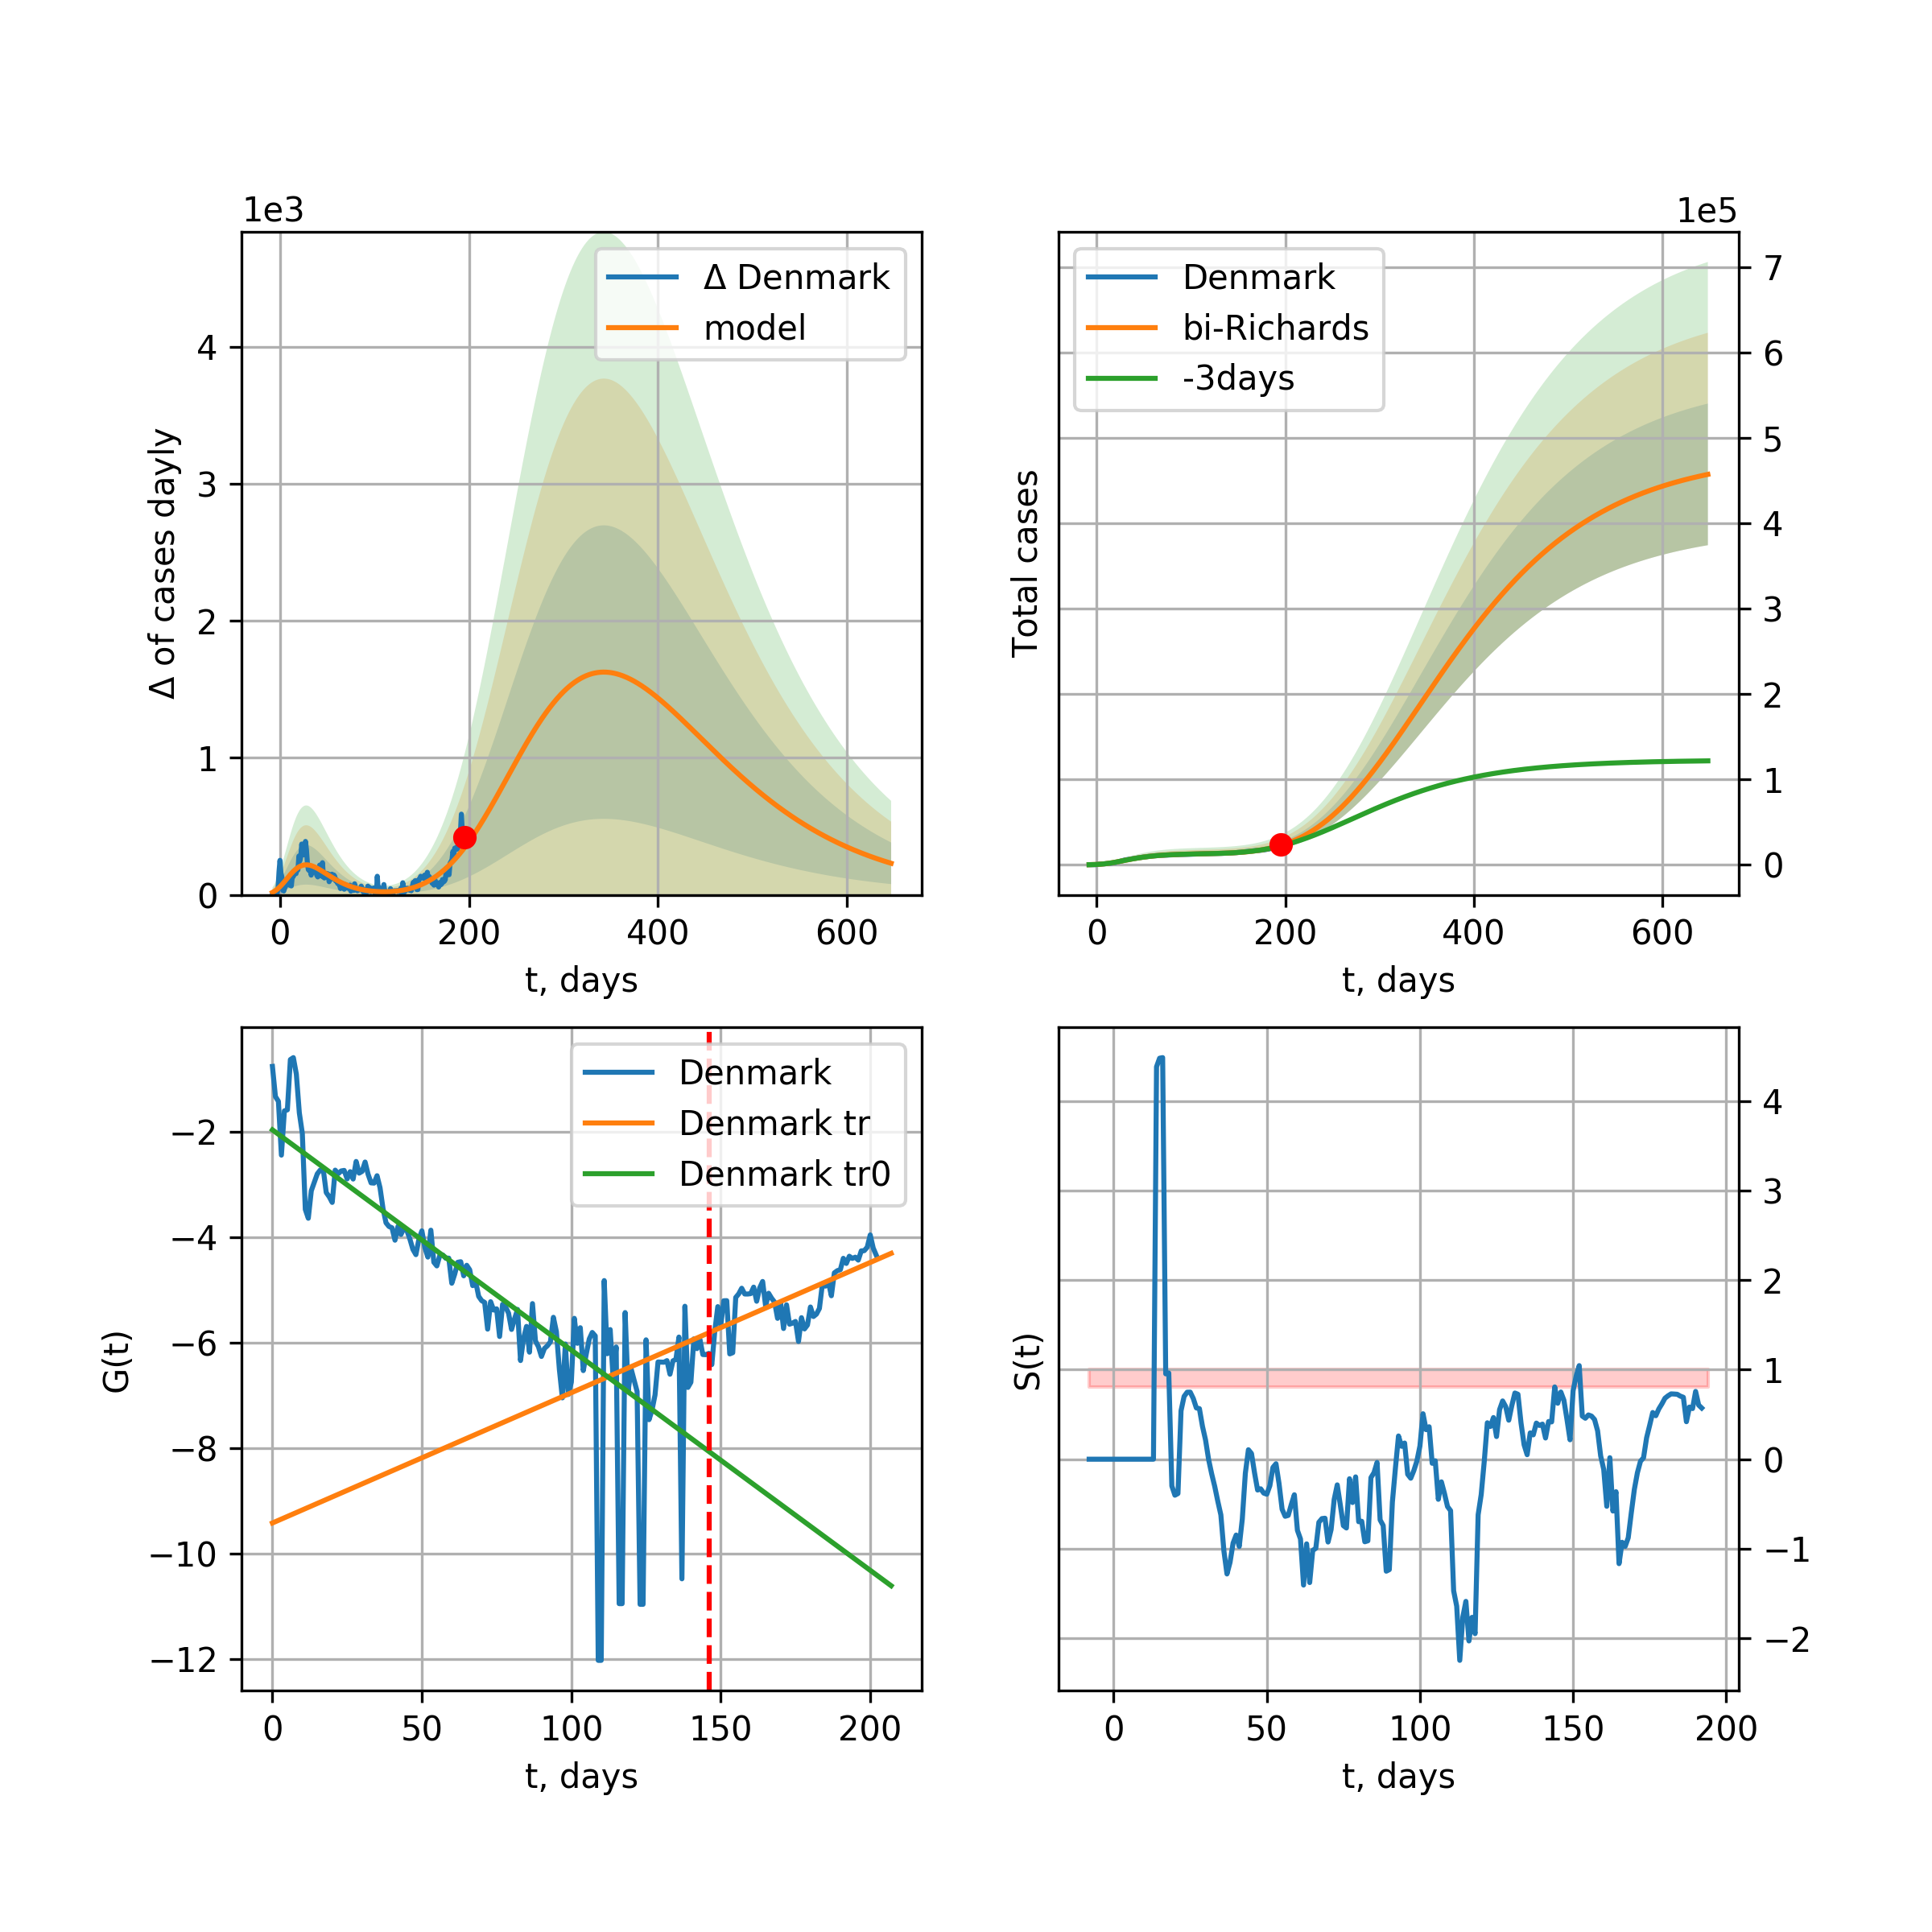 1e3
Δ Denmark
model
4
3
2
1
0
Δ of cases dayly
0 200 400 600
t, days
1e5
Denmark
bi-Richards
-3days
7
6
5
4
3
2
1
0
Total cases
0 200 400 600
t, days
Denmark
Denmark tr
Denmark tr0
−2
−4
−6
−8
−10
−12
G(t)
0 50 100 150 200
t, days
4
3
2
1
0
−1
−2
S(t)
0 50 100 150 200
t, days